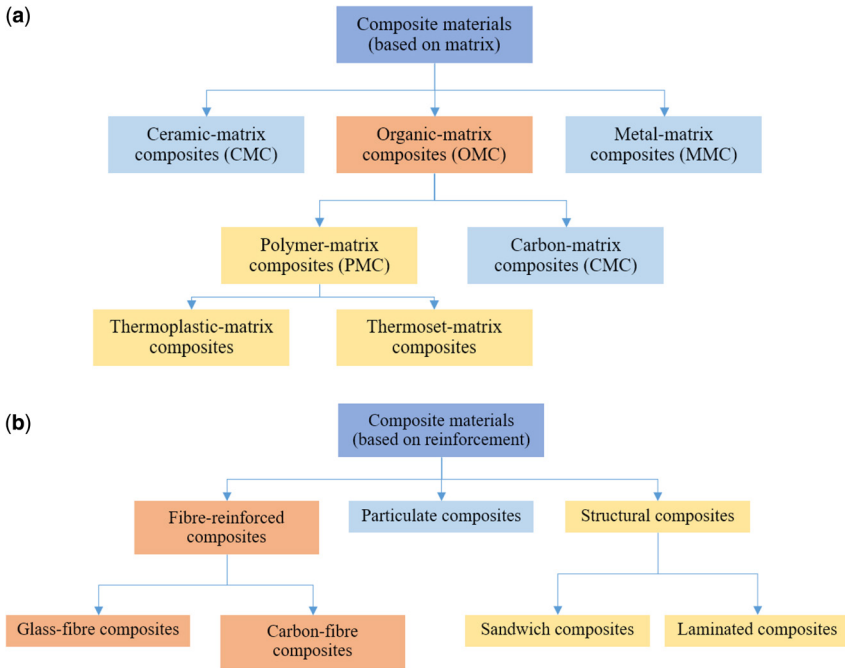 (a)
Composite materials
(based on matrix)
Ceramic-matrix
composites (CMC)
Organic-matrix
composites (OMC)
Metal-matrix
composites (MMC)
Polymer-matrix
composites (PMC)
Carbon-matrix
composites (CMC)
Thermoplastic-matrix
composites
Thermoset-matrix
composites
(b)
Composite materials
(based on reinforcement)
Fibre-reinforced
composites
Particulate composites
Structural composites
Glass-fibre composites
Carbon-fibre
composites
Sandwich composites
Laminated composites